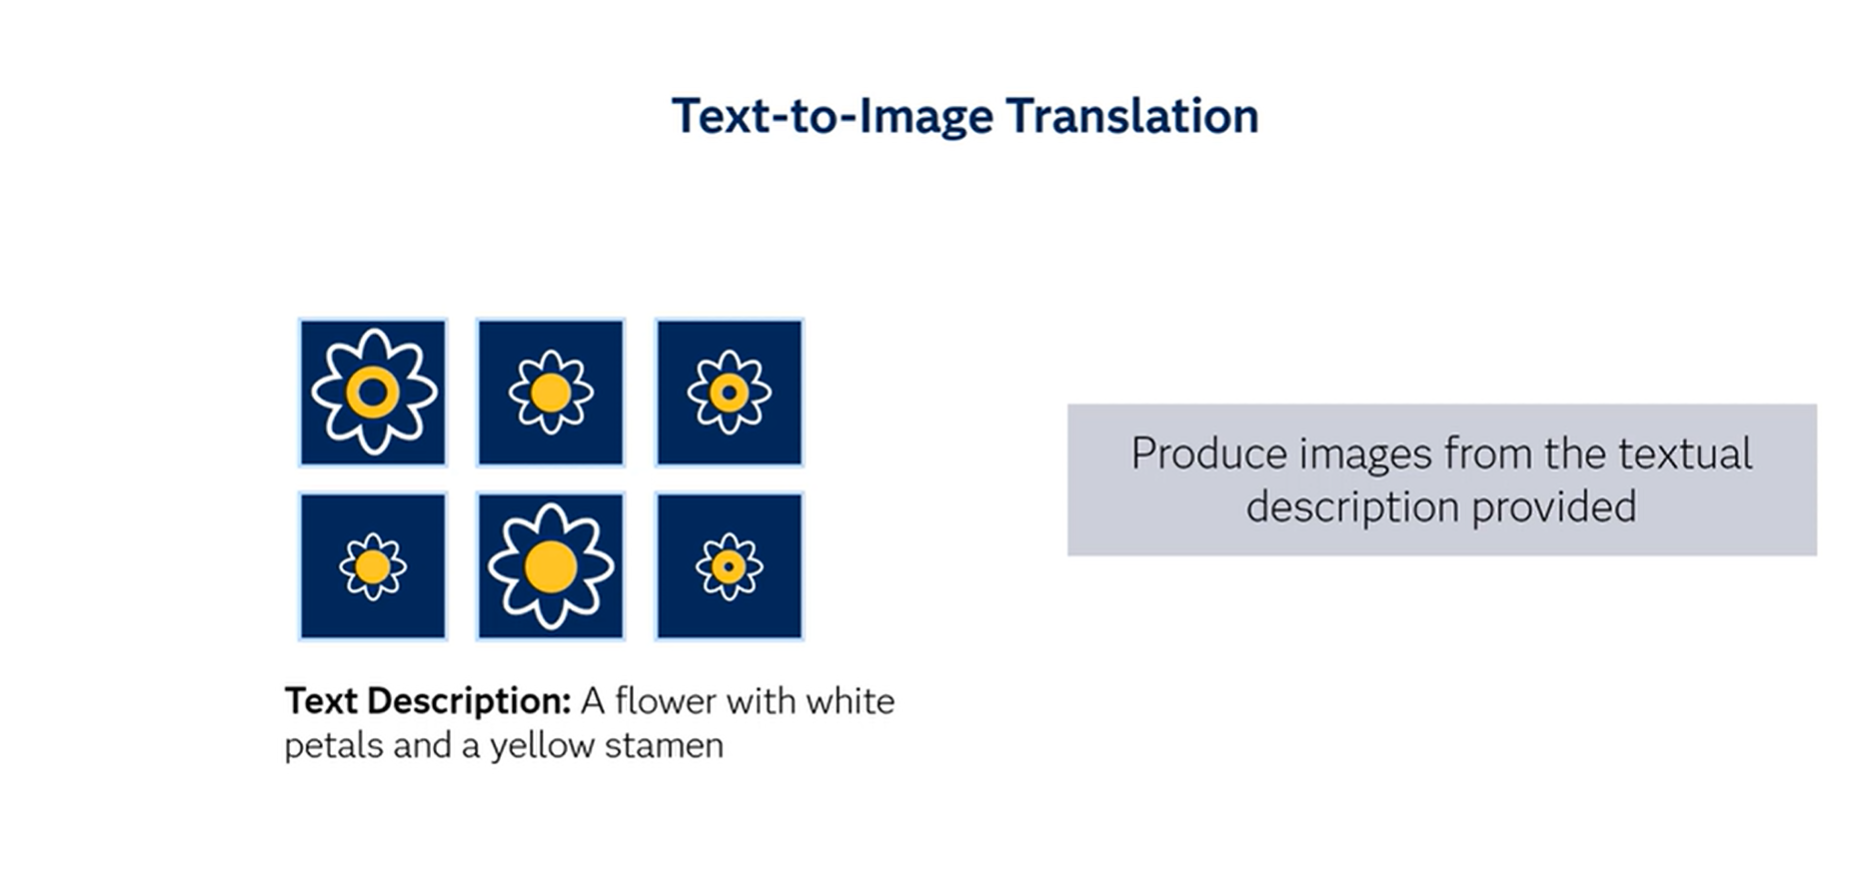 Text-to-Image Translation
Produce images from the textual
description provided
Text Description: A flower with white
petals and a yellow stamen